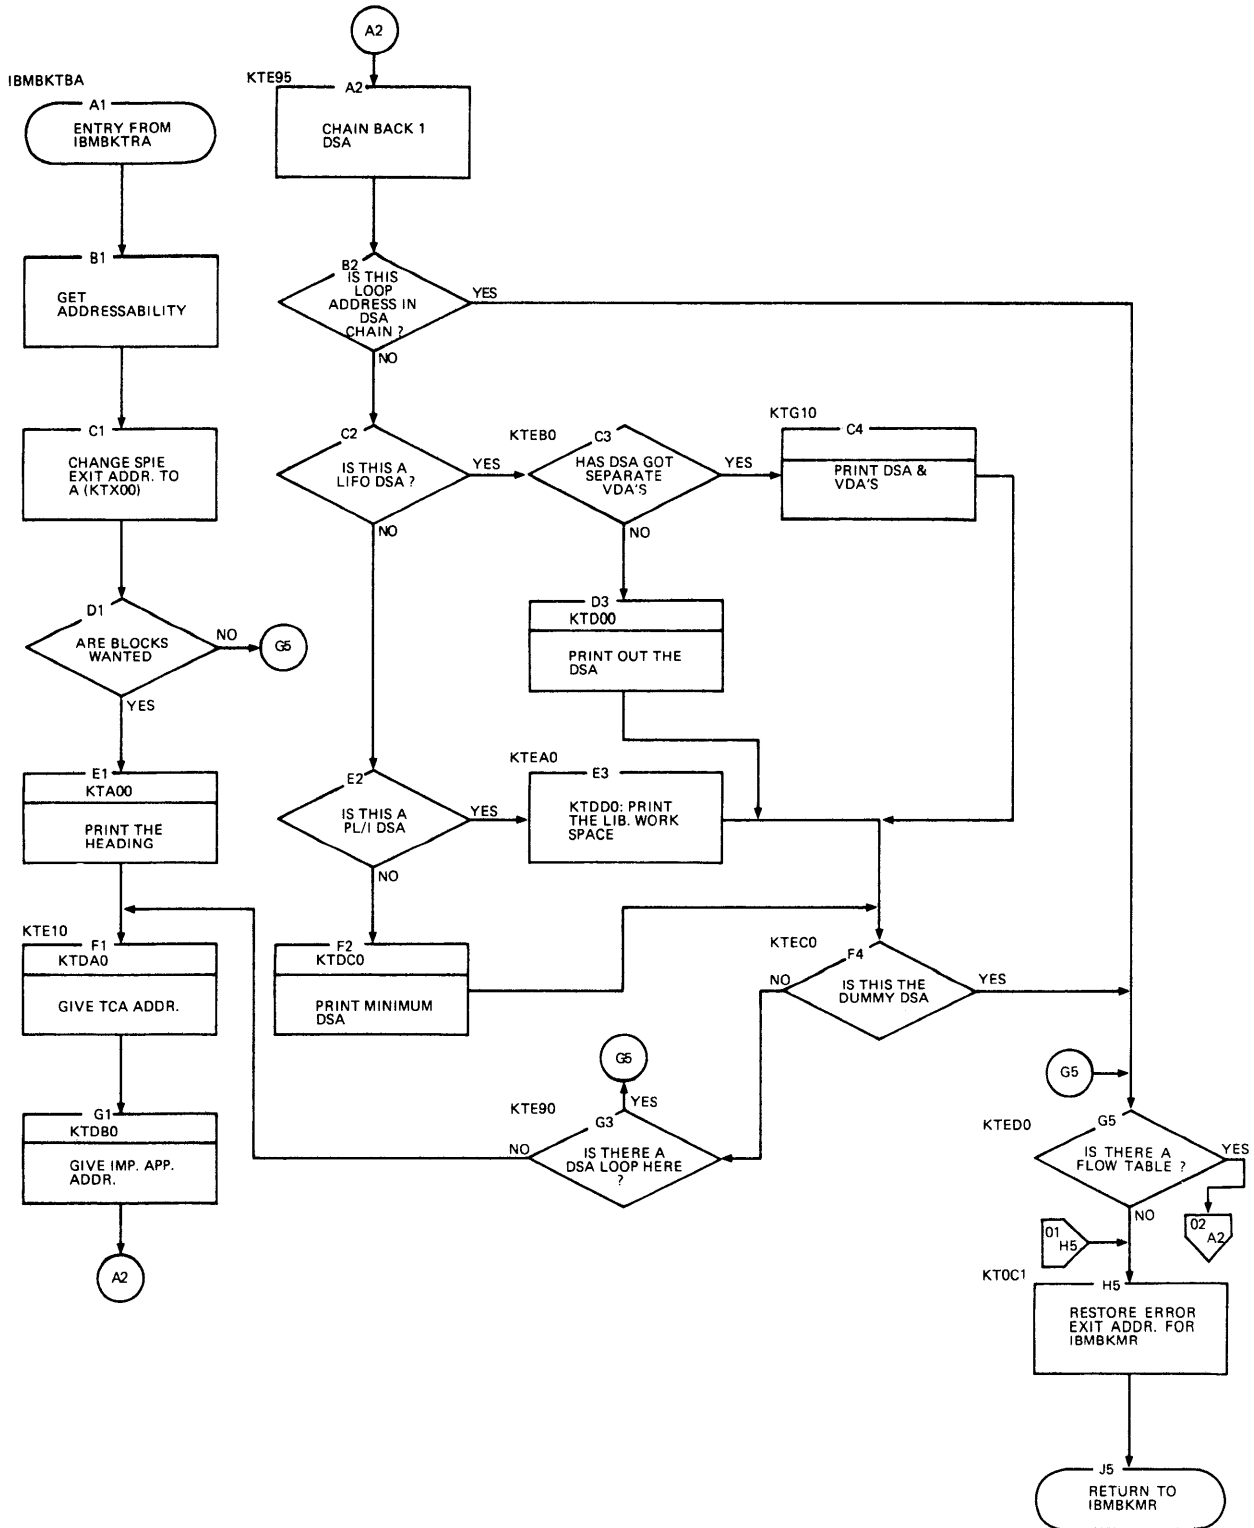 IBMBKTBA
A1
ENTRY FROM
IBMBKTRA
B1
GET
ADDRESSABILITY
C1
CHANGE SPIE
EXIT ADDR. TO
A (KTX00)
D1
ARE BLOCKS
WANTED
NO
G5
YES
E1
KTA00
PRINT THE
HEADING
KTE10
F1
KTDA0
GIVE TCA ADDR.
G1
KTDB0
GIVE IMP. APP.
ADDR.
A2
A2
KTE95
A2
CHAIN BACK 1
DSA
B2
IS THIS
LOOP
ADDRESS IN
DSA
CHAIN ?
YES
NO
C2
IS THIS A
LIFO DSA ?
YES
NO
KTEB0
C3
HAS DSA GOT
SEPARATE
VDA'S
YES
NO
KTG10
C4
PRINT DSA &
VDA'S
D3
KTD00
PRINT OUT THE
DSA
E2
IS THIS A
PL/I DSA
YES
NO
KTEA0
E3
KTDD0: PRINT
THE LIB. WORK
SPACE
F2
KTDC0
PRINT MINIMUM
DSA
KTEC0
F4
IS THIS THE
DUMMY DSA
NO
YES
G5
YES
KTE90
G3
IS THERE A
DSA LOOP HERE
?
NO
G5
KTED0
G5
IS THERE A
FLOW TABLE ?
YES
NO
02
A2
01
H5
KT0C1
H5
RESTORE ERROR
EXIT ADDR. FOR
IBMBKMR
J5
RETURN TO
IBMBKMR